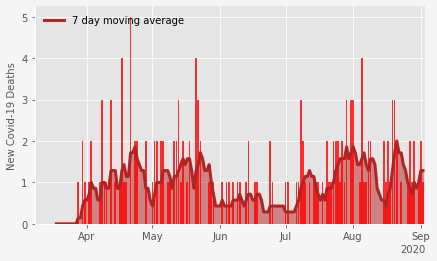 7 day moving average
New Covid-19 Deaths
5
4
3
2
1
0
Apr
May
Jun
Jul
Aug
Sep
2020